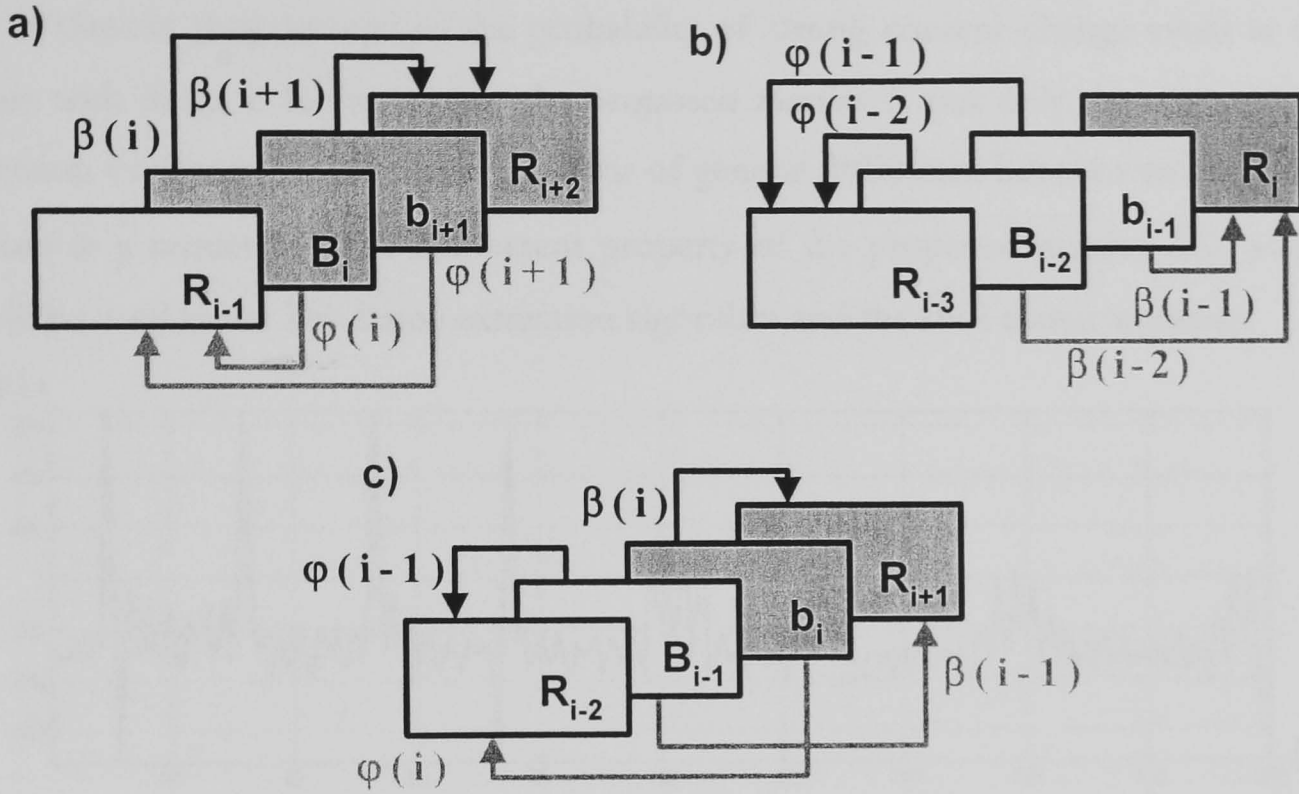 a)
β(i)
β(i+1)
R_{i+2}
b_{i+1}
B_i
R_{i-1}
φ(i+1)
φ(i)
b)
φ(i-1)
φ(i-2)
R_i
b_{i-1}
B_{i-2}
R_{i-3}
β(i-1)
β(i-2)
c)
β(i)
φ(i-1)
R_{i+1}
b_i
B_{i-1}
R_{i-2}
β(i-1)
φ(i)